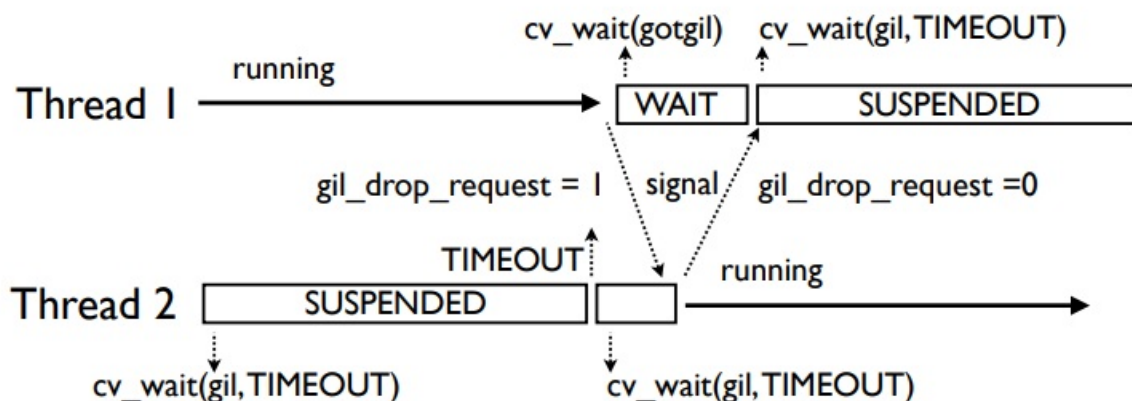 cv_wait(gotgil) cv_wait(gil,TIMEOUT)
running
Thread 1 WAIT SUSPENDED
gil_drop_request = 1 signal gil_drop_request =0
TIMEOUT running
Thread 2 SUSPENDED
cv_wait(gil,TIMEOUT) cv_wait(gil,TIMEOUT)